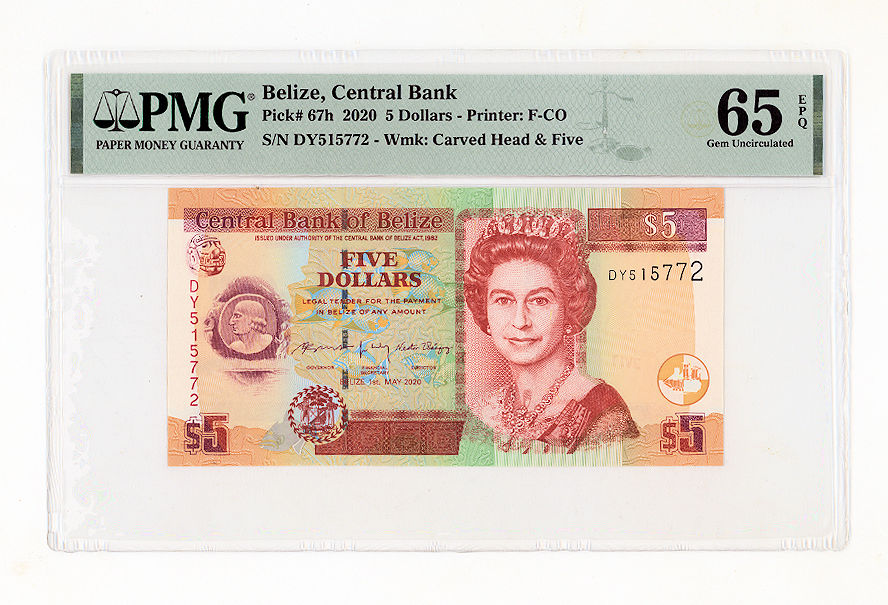 PMG®
PAPER MONEY GUARANTY
Belize, Central Bank
Pick# 67h 2020 5 Dollars - Printer: F-CO
S/N DY515772 - Wmk: Carved Head & Five
65
EPQ
Gem Uncirculated
Central Bank of Belize
$5
ISSUED UNDER AUTHORITY OF THE CENTRAL BANK OF BELIZE ACT, 1982
FIVE
DOLLARS
DY515772
LEGAL TENDER FOR THE PAYMENT
IN BELIZE OF ANY AMOUNT
DY515772
GOVERNOR
FINANCIAL
SECRETARY
DIRECTOR
LIZE 1st. MAY 2020
$5
$5